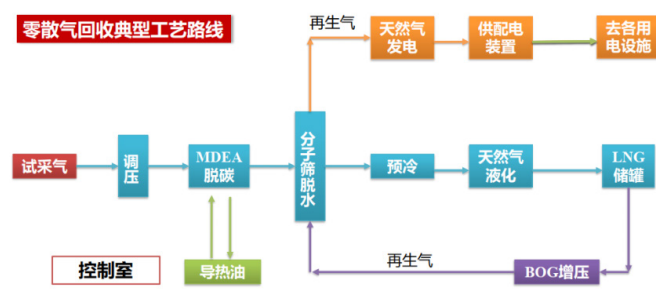 零散气回收典型工艺路线
再生气
天然气
发电
供配电
装置
去各用
电设施
试采气
调
压
MDEA
脱碳
分
子
筛
脱
水
预冷
天然气
液化
LNG
储罐
再生气
控制室
导热油
BOG增压